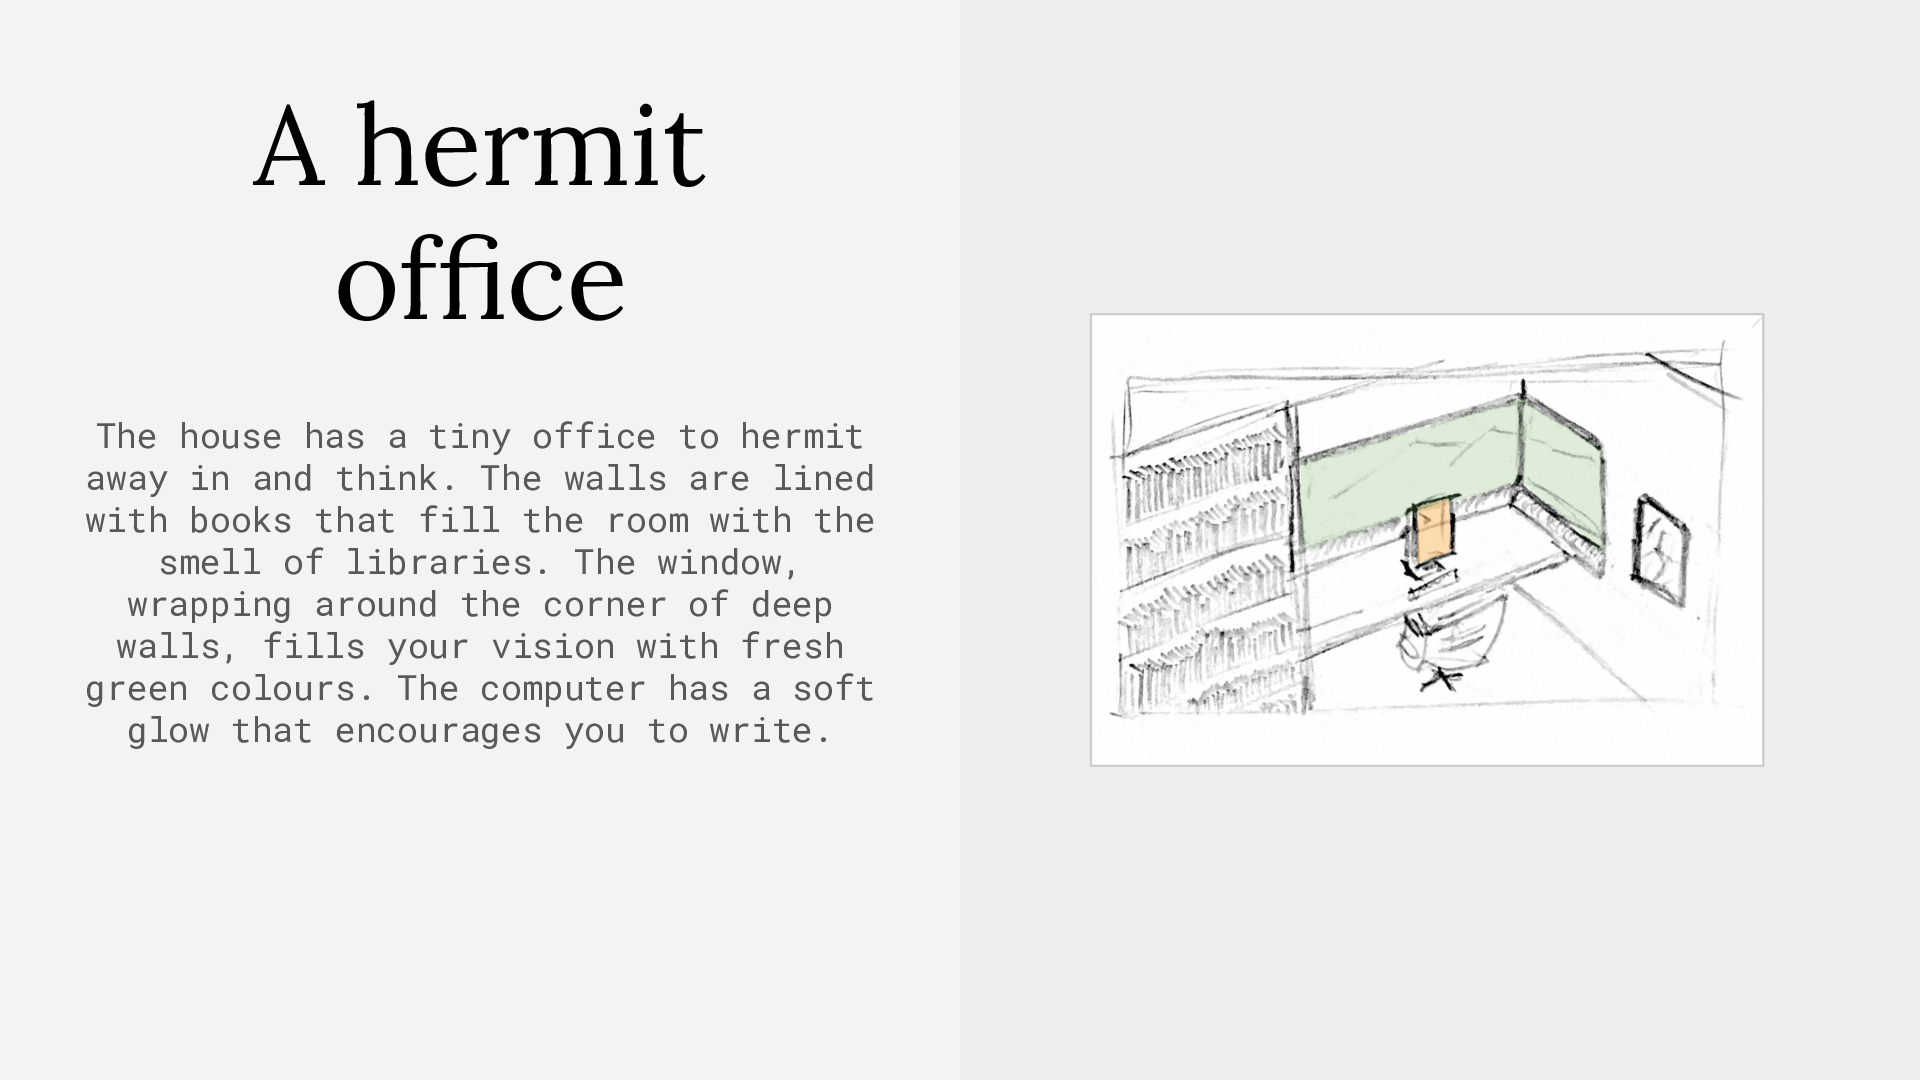 A hermit
office
The house has a tiny office to hermit
away in and think. The walls are lined
with books that fill the room with the
smell of libraries. The window,
wrapping around the corner of deep
walls, fills your vision with fresh
green colours. The computer has a soft
glow that encourages you to write.